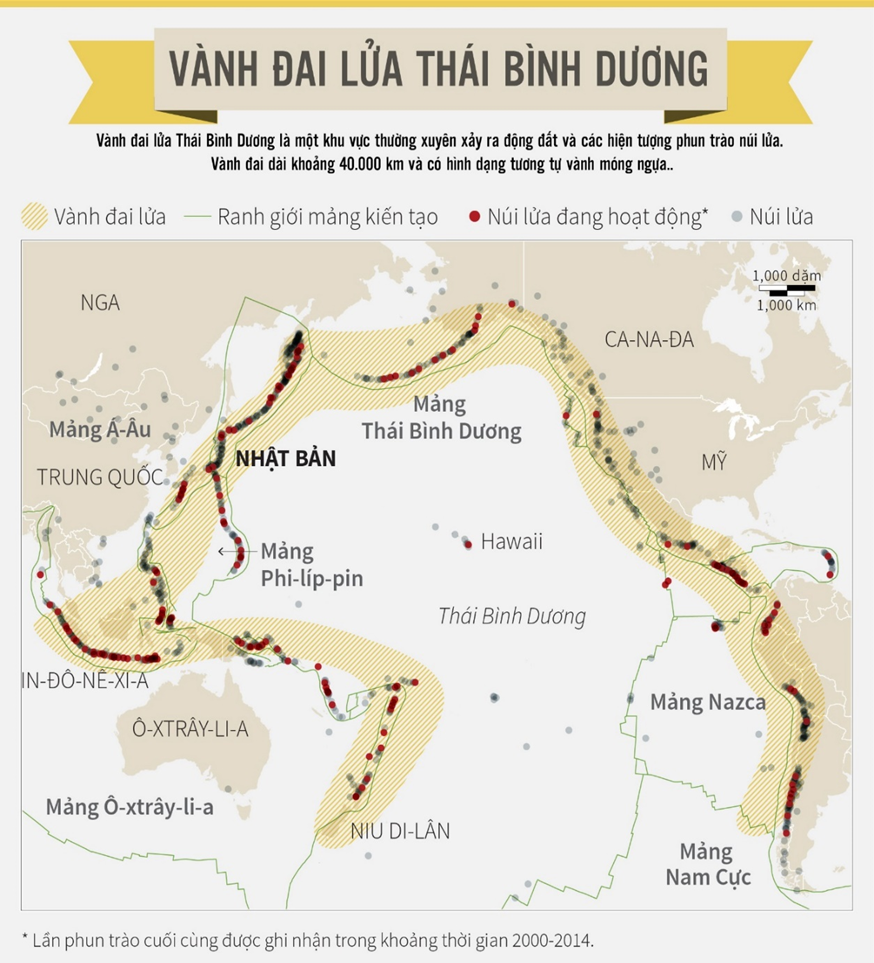 VÀNH ĐAI LỬA THÁI BÌNH DƯƠNG
Vành đai lửa Thái Bình Dương là một khu vực thường xuyên xảy ra động đất và các hiện tượng phun trào núi lửa.
Vành đai dài khoảng 40.000 km và có hình dạng tương tự vành móng ngựa..
Vành đai lửa Ranh giới mảng kiến tạo Núi lửa đang hoạt động* Núi lửa
1,000 dặm
1,000 km
NGA
CA-NA-ĐA
Mảng Á-Âu
Mảng
Thái Bình Dương
NHẬT BẢN
MỸ
TRUNG QUỐC
Hawaii
Mảng
Phi-líp-pin
Thái Bình Dương
IN-ĐÔ-NÊ-XI-A
Mảng Nazca
Ô-XTRÂY-LI-A
Mảng Ô-xtrây-li-a
NIU DI-LÂN
Mảng
Nam Cực
* Lần phun trào cuối cùng được ghi nhận trong khoảng thời gian 2000-2014.